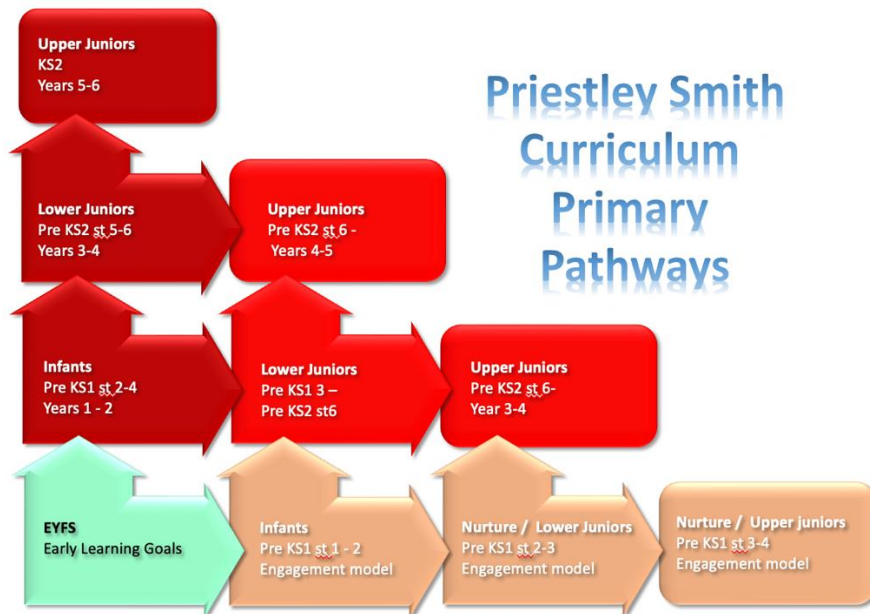 Upper Juniors
KS2
Years 5-6
Priestley Smith
Curriculum
Primary
Pathways
Lower Juniors
Pre KS2 st 5-6
Years 3-4
Upper Juniors
Pre KS2 st 6 -
Years 4-5
Infants
Pre KS1 st 2-4
Years 1 - 2
Lower Juniors
Pre KS1 3 –
Pre KS2 st6
Upper Juniors
Pre KS2 st 6-
Year 3-4
EYFS
Early Learning Goals
Infants
Pre KS1 st 1 - 2
Engagement model
Nurture / Lower Juniors
Pre KS1 st 2-3
Engagement model
Nurture / Upper juniors
Pre KS1 st 3-4
Engagement model